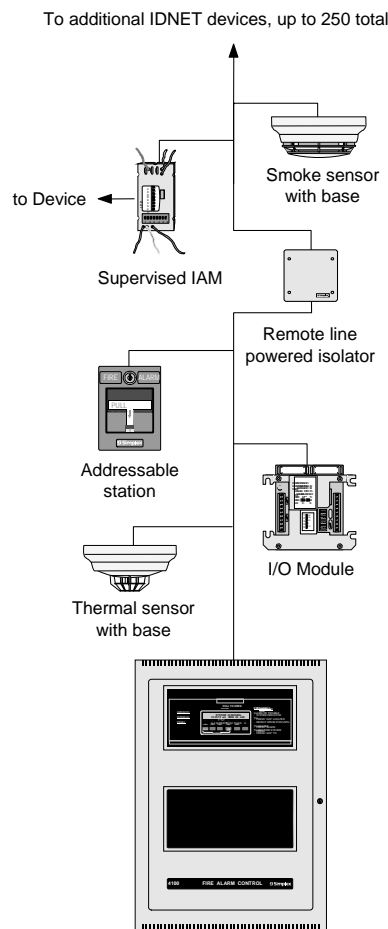 To additional IDNET devices, up to 250 total
Smoke sensor
with base
to Device
Supervised IAM
Remote line
powered isolator
FIRE ALARM
PULL
Simplex
Addressable
station
I/O Module
Thermal sensor
with base
4100 FIRE ALARM CONTROL Simplex